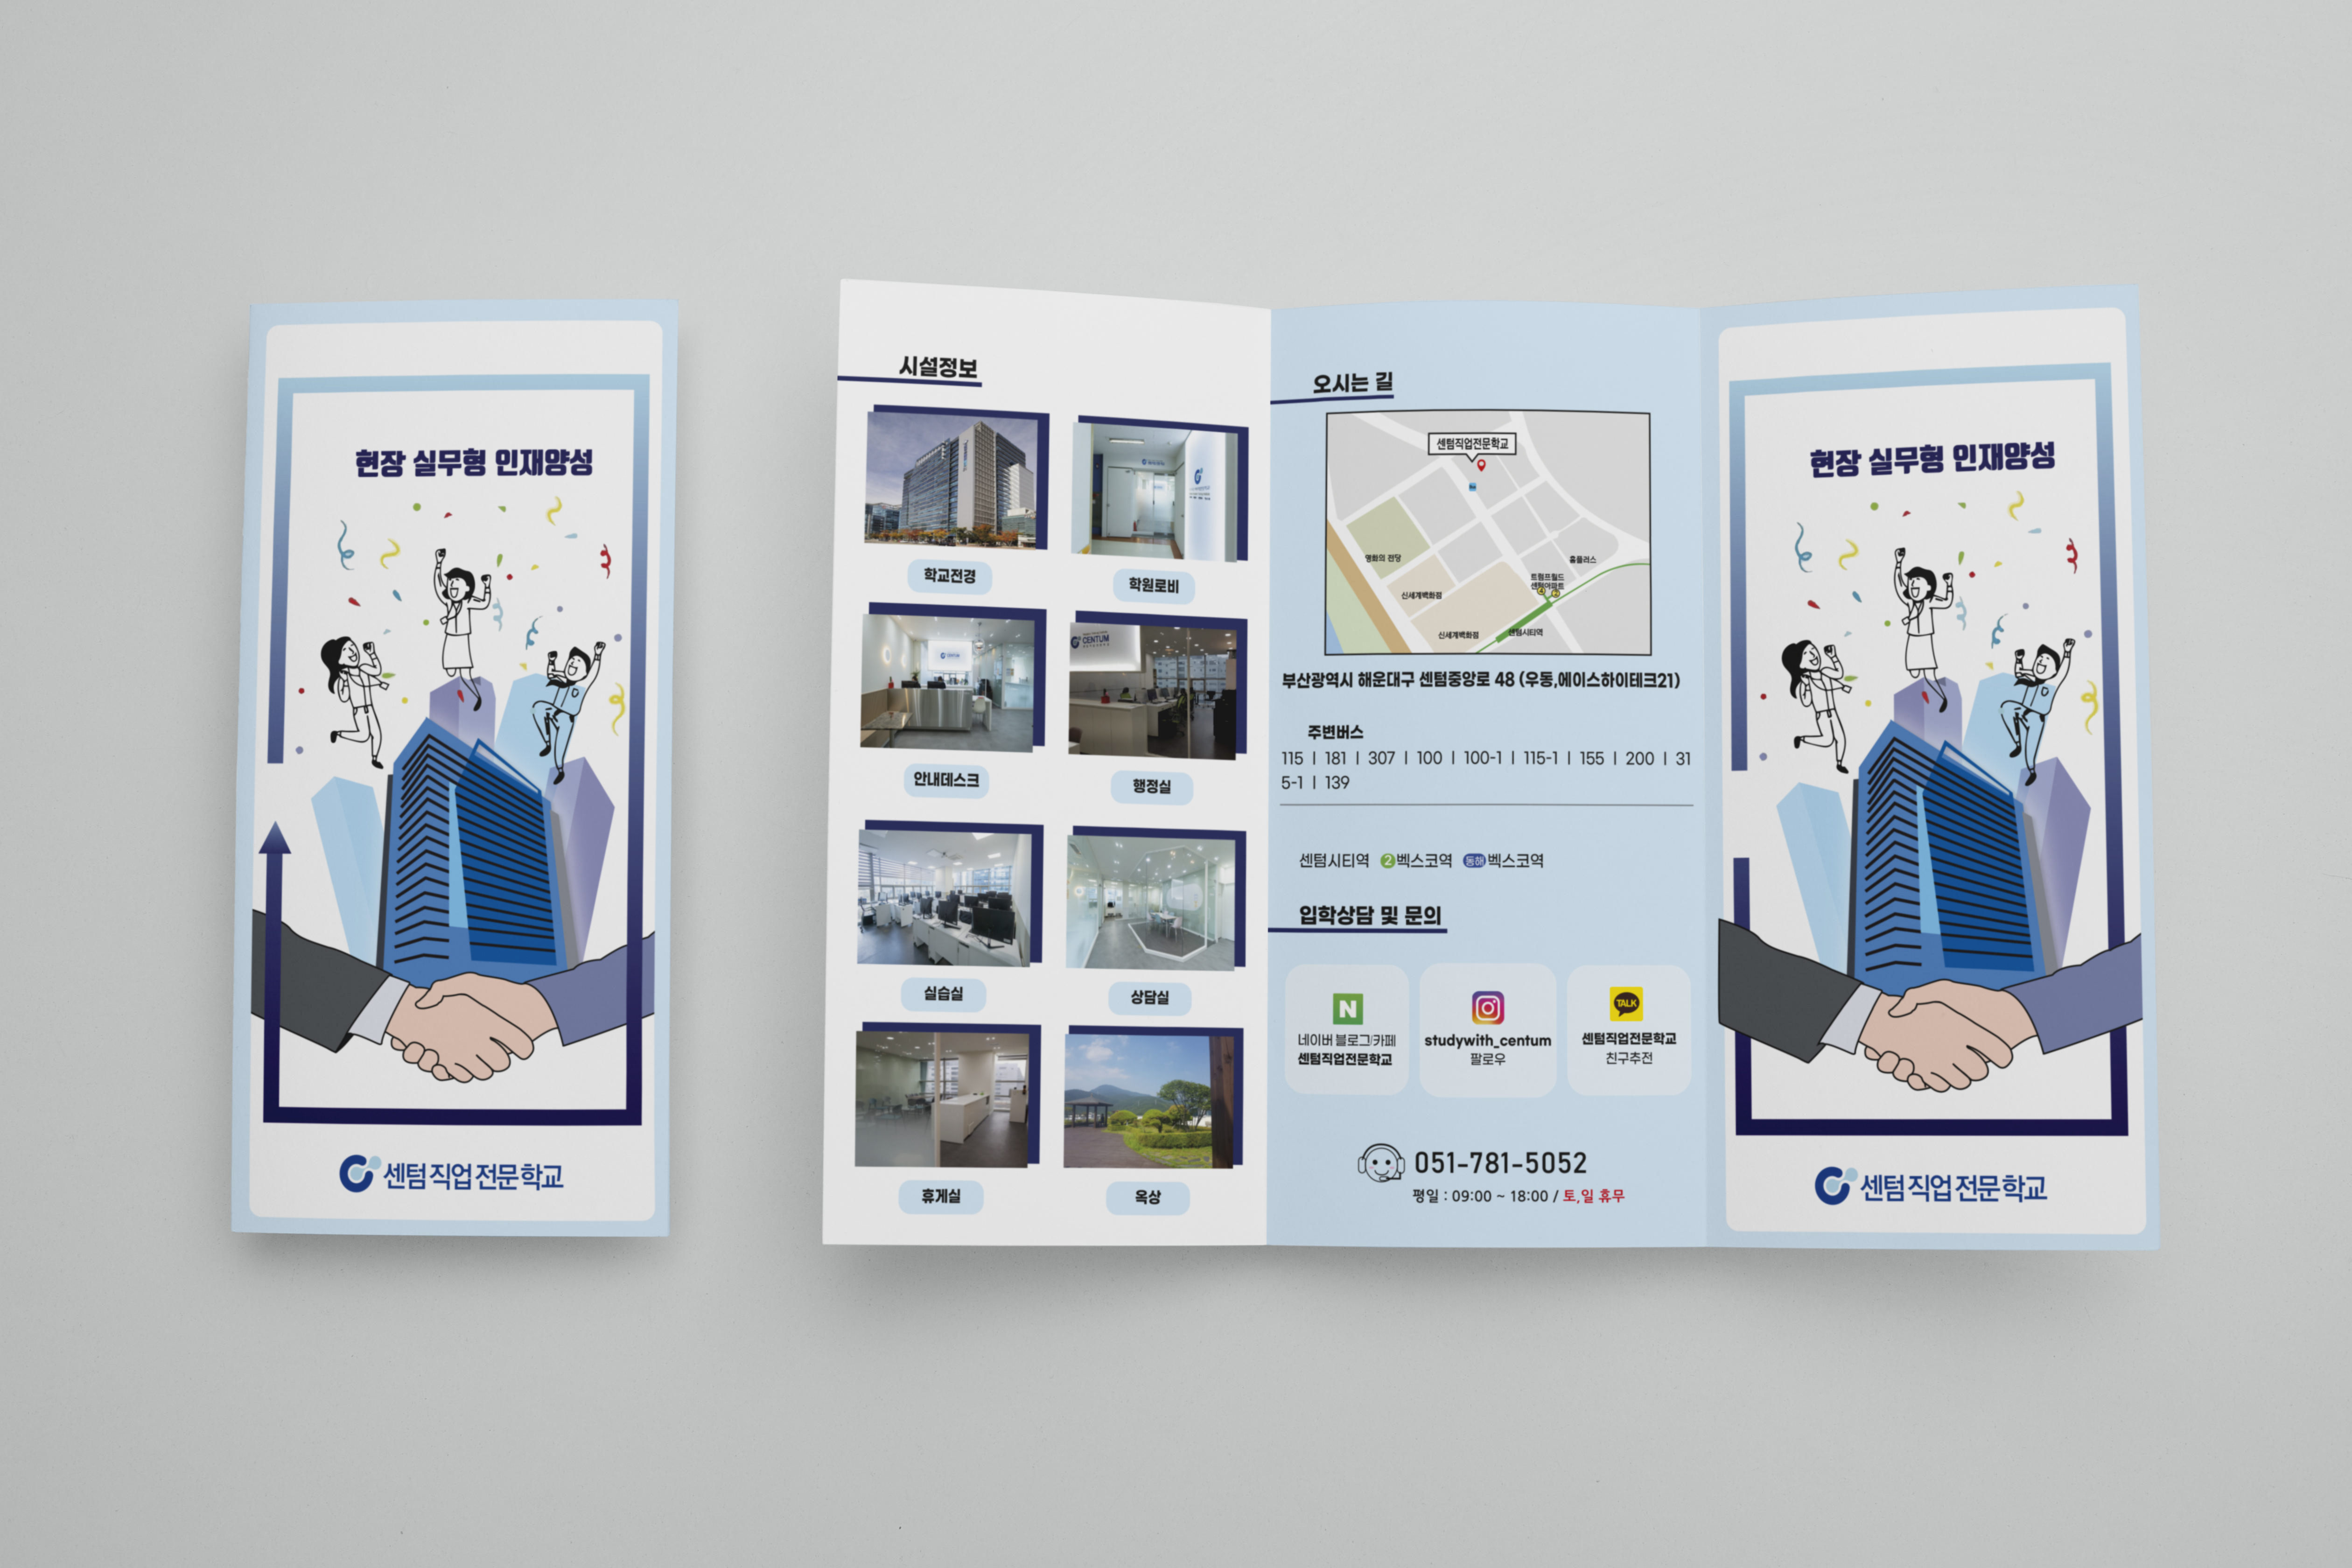 현장 실무형 인재양성
센텀직업전문학교
시설정보
학교전경
학원로비
안내데스크
CENTUM
행정실
실습실
상담실
휴게실
옥상
오시는 길
센텀직업전문학교
영화의 전당
홈플러스
트럼프월드
센텀아파트
4 2
신세계백화점
신세계백화점
센텀시티역
부산광역시 해운대구 센텀중앙로 48 (우동,에이스하이테크21)
주변버스
115 | 181 | 307 | 100 | 100-1 | 115-1 | 155 | 200 | 31
5-1 | 139
센텀시티역 2 벡스코역 동해 벡스코역
입학상담 및 문의
N
네이버 블로그/카페
센텀직업전문학교
studywith_centum
팔로우
TALK
센텀직업전문학교
친구추전
051-781-5052
평일 : 09:00 ~ 18:00 / 토,일 휴무
현장 실무형 인재양성
센텀직업전문학교